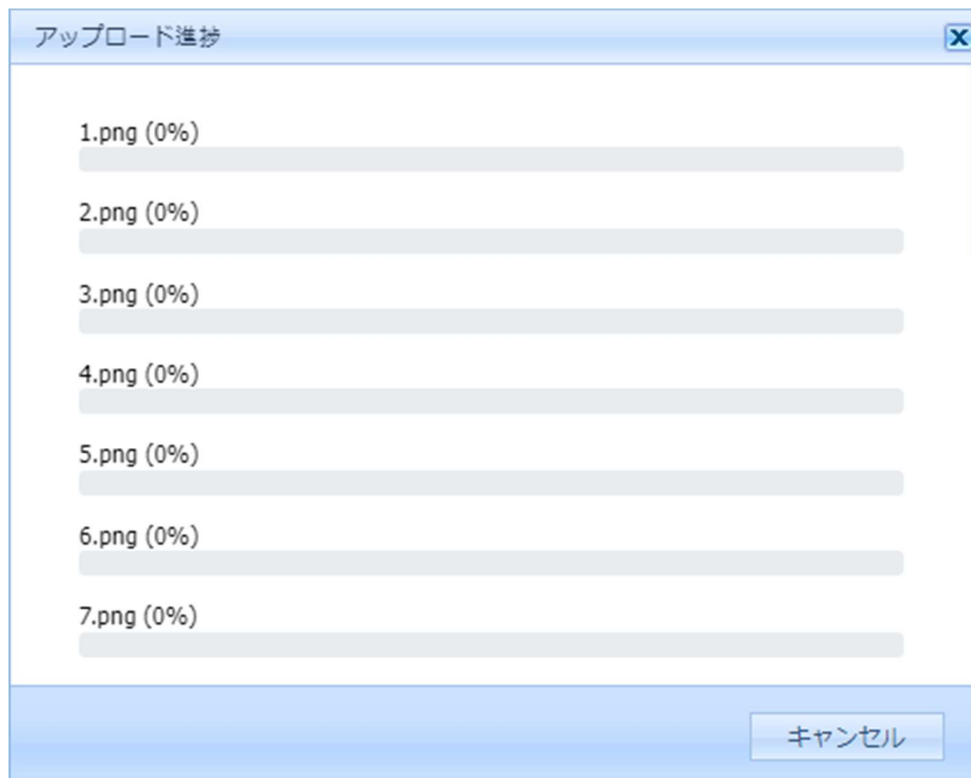 アップロード進捗
1.png (0%)
2.png (0%)
3.png (0%)
4.png (0%)
5.png (0%)
6.png (0%)
7.png (0%)
キャンセル